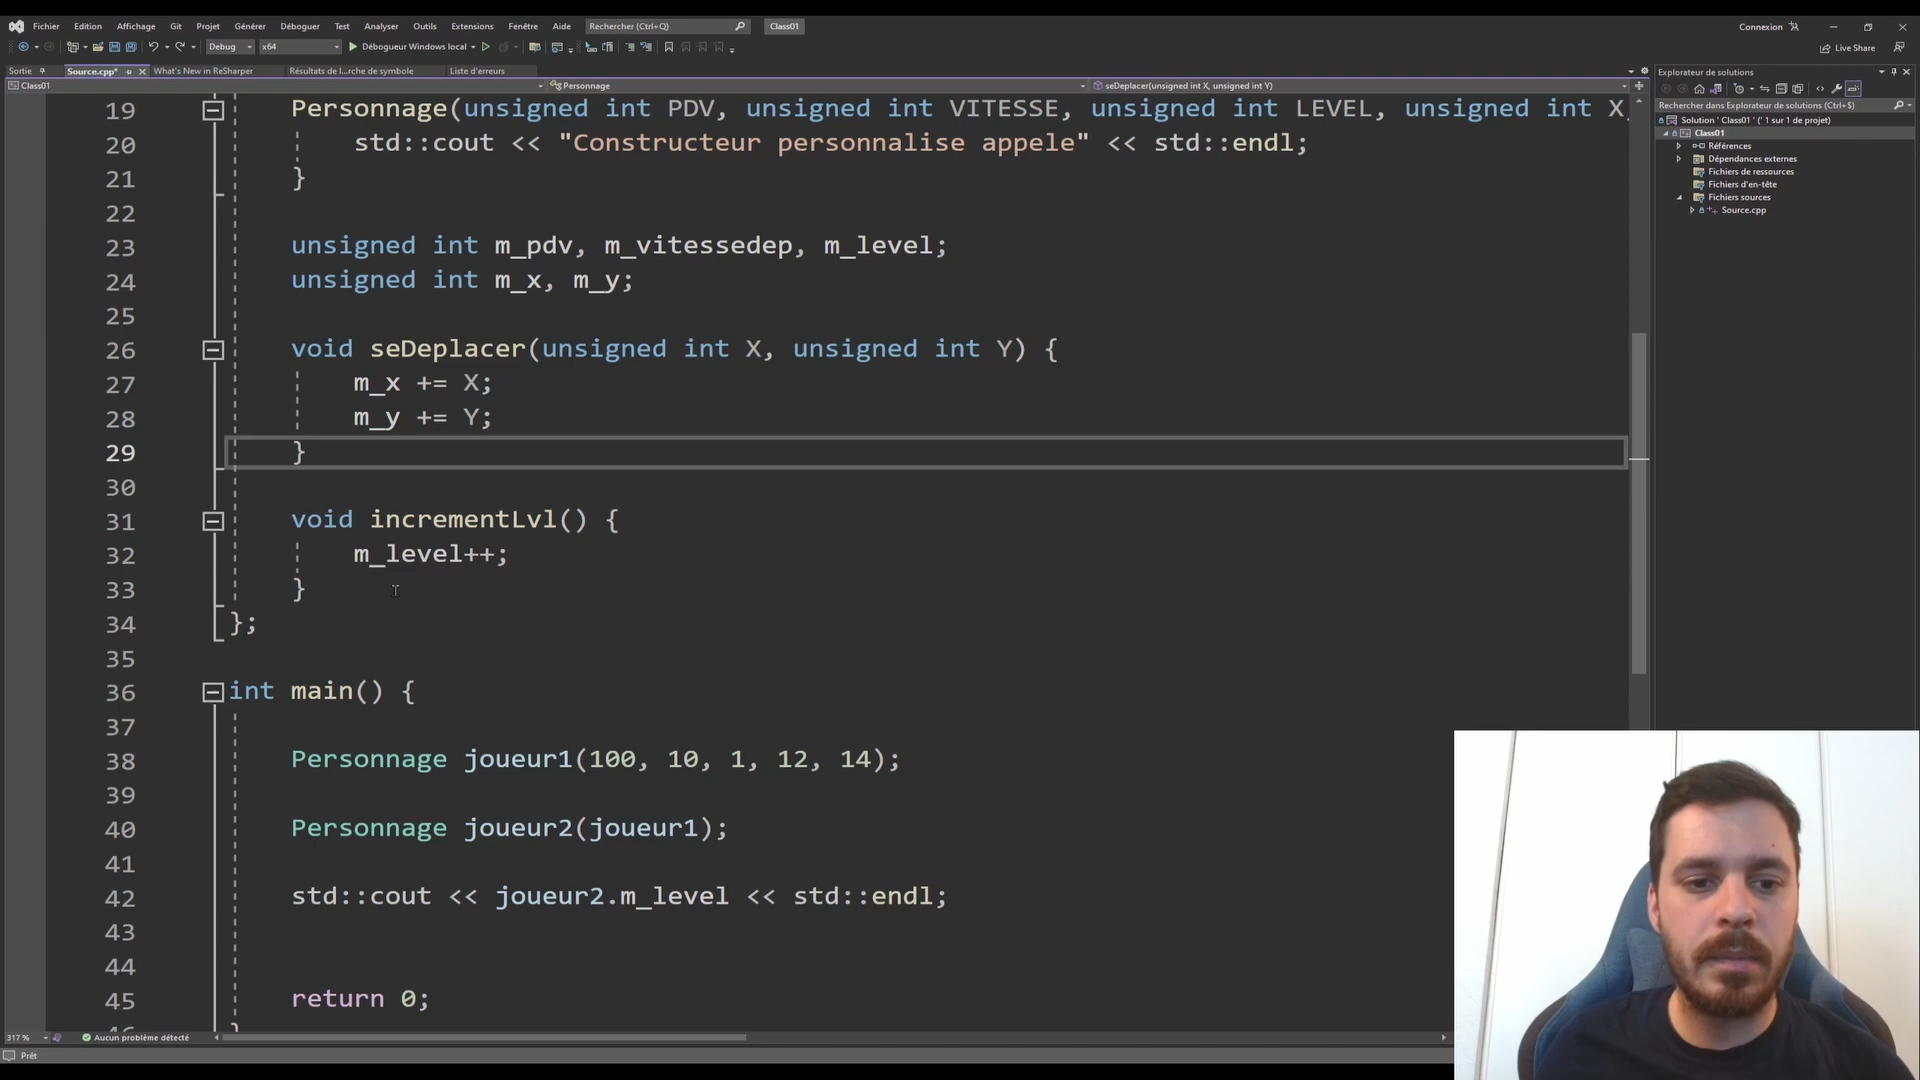 Fichier Edition Affichage Git Projet Générer Déboguer Test Analyser Outils Extensions Fenêtre Aide Rechercher (Ctrl+Q) Class01 Connexion
Debug x64 Débogueur Windows local Live Share
Sortie Source.cpp* What's New in ReSharper Résultats de l...rche de symbole Liste d'erreurs Explorateur de solutions
Class01 Personnage seDeplacer(unsigned int X, unsigned int Y)
Rechercher dans Explorateur de solutions (Ctrl+$)
Solution ' Class01 ' (' 1 sur 1 de projet)
Class01
Références
Dépendances externes
Fichiers de ressources
Fichiers d'en-tête
Fichiers sources
Source.cpp
19 Personnage(unsigned int PDV, unsigned int VITESSE, unsigned int LEVEL, unsigned int X,
20 std::cout << "Constructeur personnalise appele" << std::endl;
21 }
22
23 unsigned int m_pdv, m_vitessedep, m_level;
24 unsigned int m_x, m_y;
25
26 void seDeplacer(unsigned int X, unsigned int Y) {
27 m_x += X;
28 m_y += Y;
29 }
30
31 void incrementLvl() {
32 m_level++;
33 }
34 };
35
36 int main() {
37
38 Personnage joueur1(100, 10, 1, 12, 14);
39
40 Personnage joueur2(joueur1);
41
42 std::cout << joueur2.m_level << std::endl;
43
44
45 return 0;
317 % Aucun problème détecté
Prêt